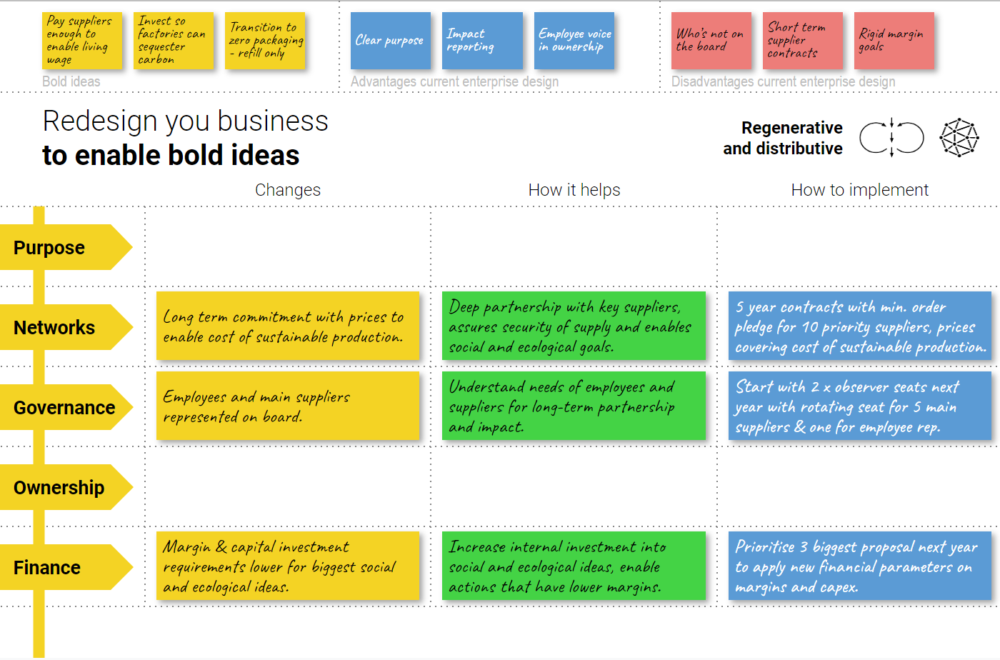 Pay suppliers
enough to
enable living
wage
Invest so
factories can
sequester
carbon
Transition to
zero packaging
- refill only
Bold ideas
Clear purpose
Impact
reporting
Employee voice
in ownership
Advantages current enterprise design
Who's not on
the board
Short term
supplier
contracts
Rigid margin
goals
Disadvantages current enterprise design
Redesign you business
to enable bold ideas
Regenerative
and distributive
Changes
How it helps
How to implement
Purpose
Networks
Long term commitment with prices to
enable cost of sustainable production.
Deep partnership with key suppliers,
assures security of supply and enables
social and ecological goals.
5 year contracts with min. order
pledge for 10 priority suppliers, prices
covering cost of sustainable production.
Governance
Employees and main suppliers
represented on board.
Understand needs of employees and
suppliers for long-term partnership
and impact.
Start with 2 x observer seats next
year with rotating seat for 5 main
suppliers & one for employee rep.
Ownership
Finance
Margin & capital investment
requirements lower for biggest social
and ecological ideas.
Increase internal investment into
social and ecological ideas, enable
actions that have lower margins.
Prioritise 3 biggest proposal next year
to apply new financial parameters on
margins and capex.